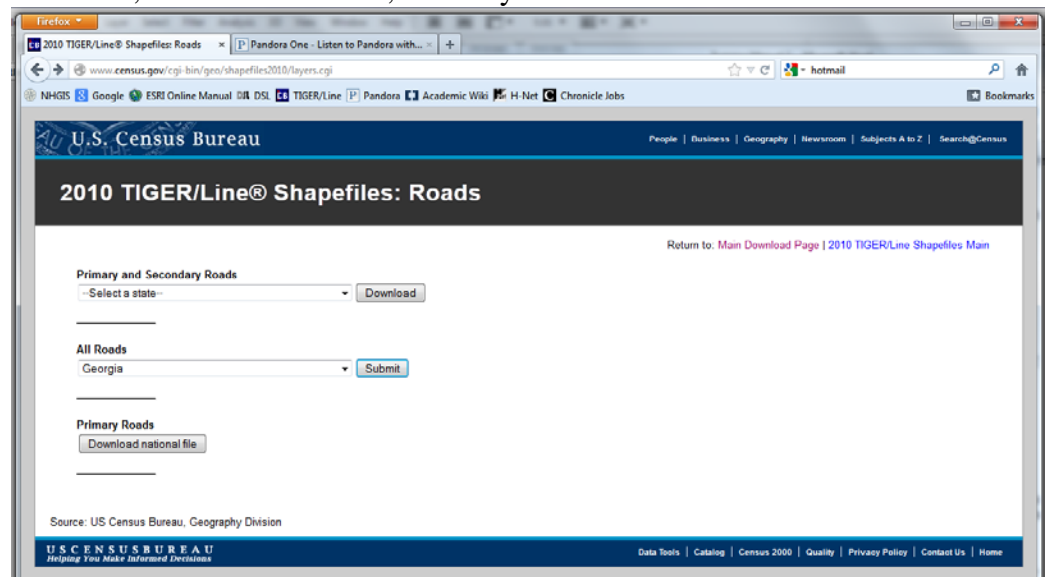 Firefox
2010 TIGER/Line® Shapefiles: Roads × Pandora One - Listen to Pandora with... × +
www.census.gov/cgi-bin/geo/shapefiles2010/layers.cgi hotmail
NHGIS Google ESRI Online Manual DSL TIGER/Line Pandora Academic Wiki H-Net Chronicle Jobs Bookmarks
U.S. Census Bureau People | Business | Geography | Newsroom | Subjects A to Z | Search@Census
2010 TIGER/Line® Shapefiles: Roads
Return to: Main Download Page | 2010 TIGER/Line Shapefiles Main
Primary and Secondary Roads
--Select a state-- Download
All Roads
Georgia Submit
Primary Roads
Download national file
Source: US Census Bureau, Geography Division
USCENSUSBUREAU Data Tools | Catalog | Census 2000 | Quality | Privacy Policy | Contact Us | Home
Helping You Make Informed Decisions